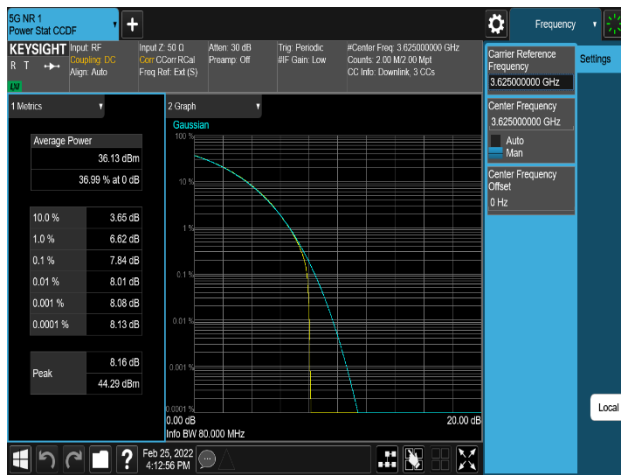 5G NR 1
Power Stat CCDF
+
Frequency
KEYSIGHT
R T
LV
Input: RF
Coupling: DC
Align: Auto
Input Z: 50 Ω
Corr CCorr RCal
Freq Ref: Ext (S)
Atten: 30 dB
Preamp: Off
Trig: Periodic
#IF Gain: Low
#Center Freq: 3.625000000 GHz
Counts: 2.00 M/2.00 Mpt
CC Info: Downlink, 3 CCs
Carrier Reference
Frequency
3.625000000 GHz
Settings
Center Frequency
3.625000000 GHz
Auto
Man
Center Frequency
Offset
0 Hz
Local
1 Metrics
Average Power
36.13 dBm
36.99 % at 0 dB
10.0 % 3.65 dB
1.0 % 6.62 dB
0.1 % 7.84 dB
0.01 % 8.01 dB
0.001 % 8.08 dB
0.0001 % 8.13 dB
Peak
8.16 dB
44.29 dBm
2 Graph
Gaussian
100 %
10 %
1 %
0.1 %
0.01 %
0.001 %
0.0001 %
0.00 dB 20.00 dB
Info BW 80.000 MHz
?
Feb 25, 2022
4:12:56 PM